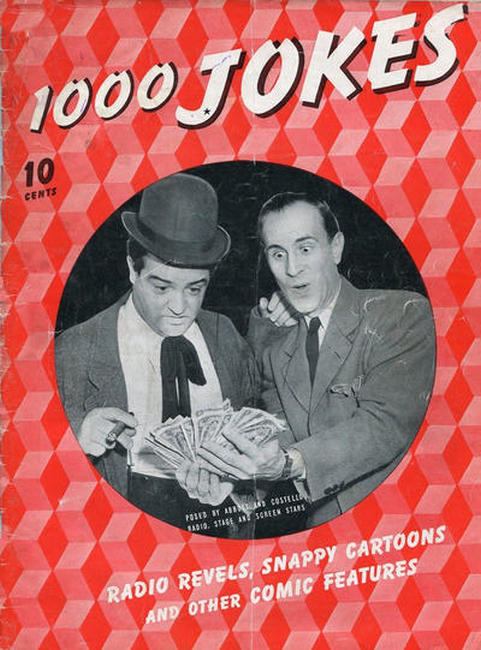 1000 JOKES
10
CENTS
POSED BY ABBOTT AND COSTELLO
RADIO, STAGE AND SCREEN STARS
RADIO REVELS, SNAPPY CARTOONS
AND OTHER COMIC FEATURES